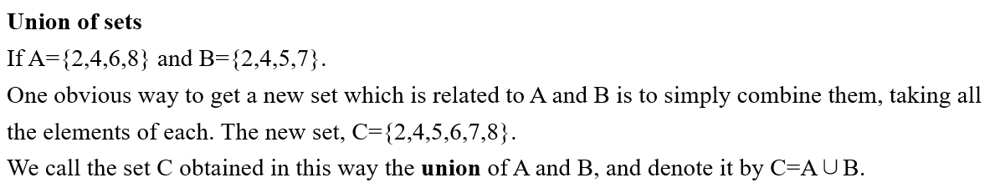 Union of sets
If A={2,4,6,8} and B={2,4,5,7}.
One obvious way to get a new set which is related to A and B is to simply combine them, taking all
the elements of each. The new set, C={2,4,5,6,7,8}.
We call the set C obtained in this way the union of A and B, and denote it by C=A∪B.